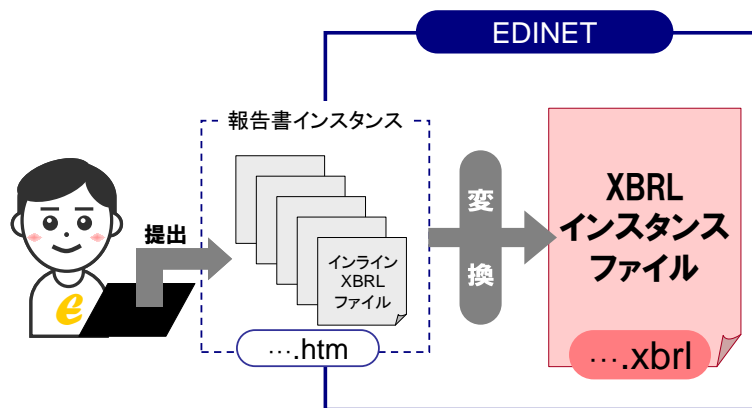 EDINET
報告書インスタンス
提出
e
インライン
XBRL
ファイル
….htm
変
換
XBRL
インスタンス
ファイル
….xbrl